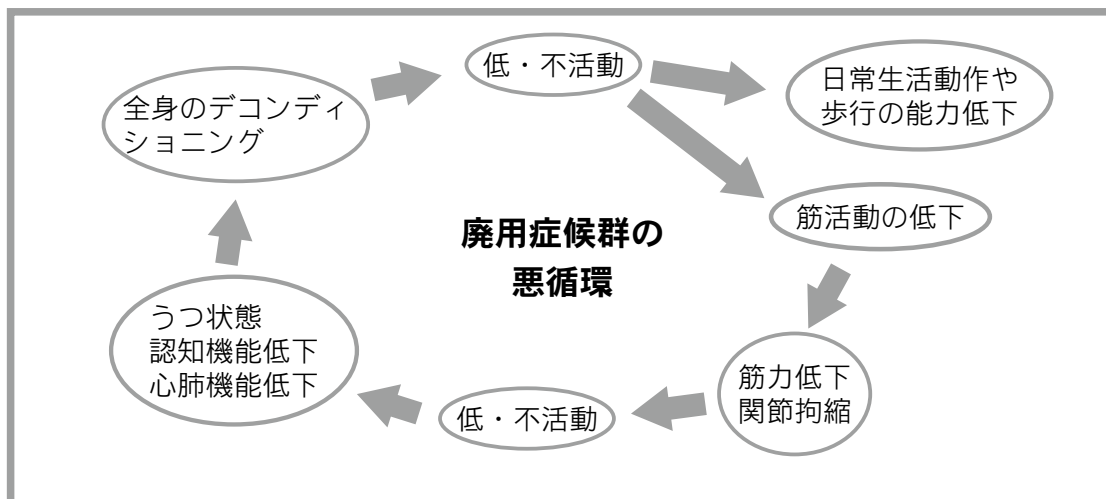 低・不活動
日常生活動作や
歩行の能力低下
全身のデコンディ
ショニング
筋活動の低下
廃用症候群の
悪循環
うつ状態
認知機能低下
心肺機能低下
筋力低下
関節拘縮
低・不活動